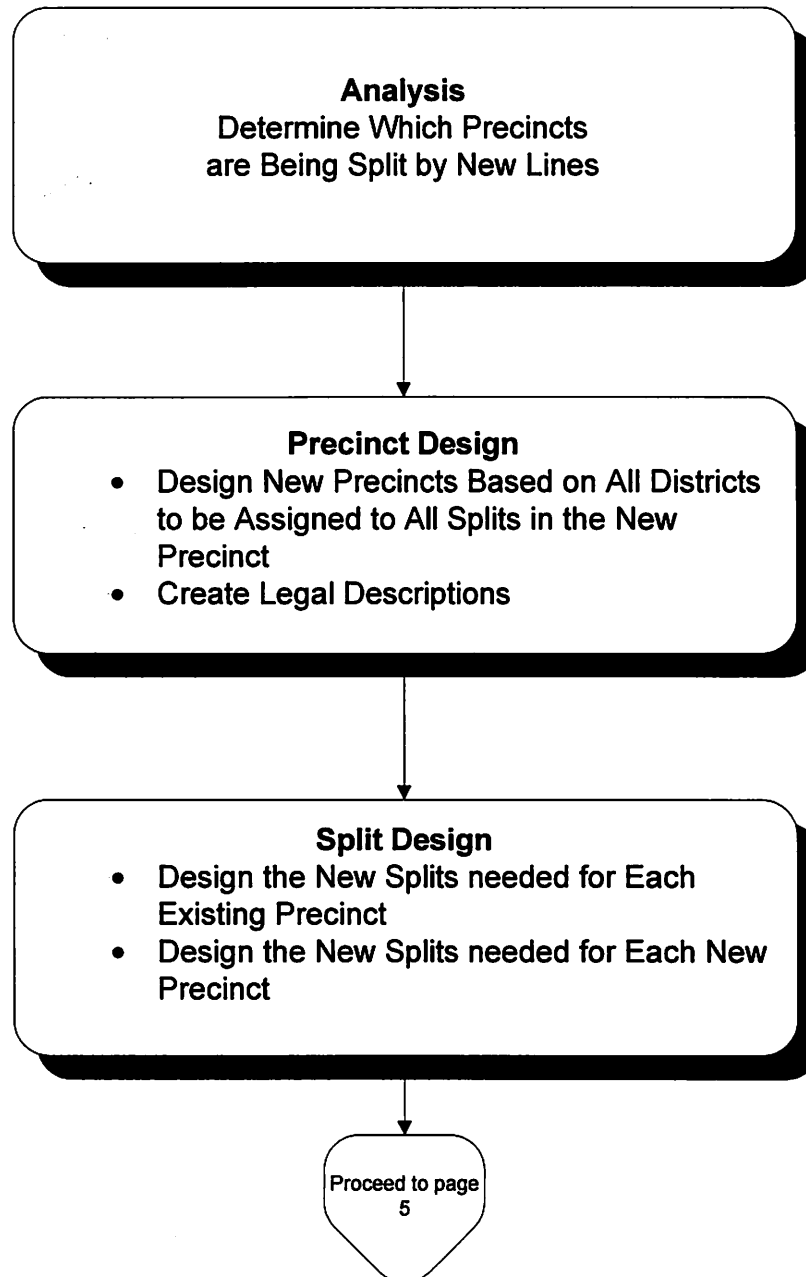 Analysis
Determine Which Precincts
are Being Split by New Lines
Precinct Design
• Design New Precincts Based on All Districts
to be Assigned to All Splits in the New
Precinct
• Create Legal Descriptions
Split Design
• Design the New Splits needed for Each
Existing Precinct
• Design the New Splits needed for Each New
Precinct
Proceed to page
5